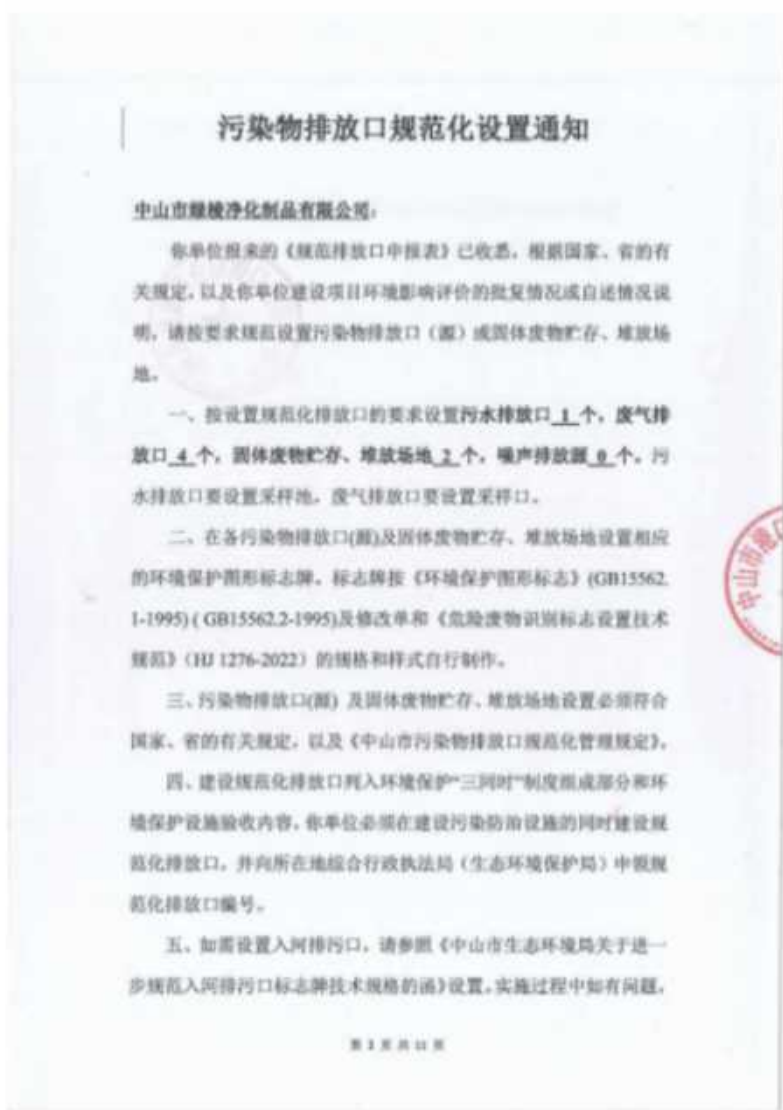 污染物排放口规范化设置通知
中山市绿棱净化制品有限公司：
你单位报来的《规范排放口申报表》已收悉，根据国家、省的有
关规定，以及你单位建设项目环境影响评价的批复情况或自述情况说
明，请按要求规范设置污染物排放口（源）或固体废物贮存、堆放场
地。
一、按设置规范化排放口的要求设置污水排放口 1 个，废气排
放口 4 个，固体废物贮存、堆放场地 2 个，噪声排放源 0 个。污
水排放口要设置采样池，废气排放口要设置采样口。
二、在各污染物排放口(源)及固体废物贮存、堆放场地设置相应
的环境保护图形标志牌。标志牌按《环境保护图形标志》(GB15562.
1-1995) ( GB15562.2-1995)及修改单和《危险废物识别标志设置技术
规范》（HJ 1276-2022）的规格和样式自行制作。
三、污染物排放口(源) 及固体废物贮存、堆放场地设置必须符合
国家、省的有关规定，以及《中山市污染物排放口规范化管理规定》。
四、建设规范化排放口列入环境保护“三同时”制度组成部分和环
境保护设施验收内容，你单位必须在建设污染防治设施的同时建设规
范化排放口，并向所在地综合行政执法局（生态环境保护局）申领规
范化排放口编号。
五、如需设置入河排污口，请参照《中山市生态环境局关于进一
步规范入河排污口标志牌技术规格的函》设置。实施过程中如有问题，
中山市